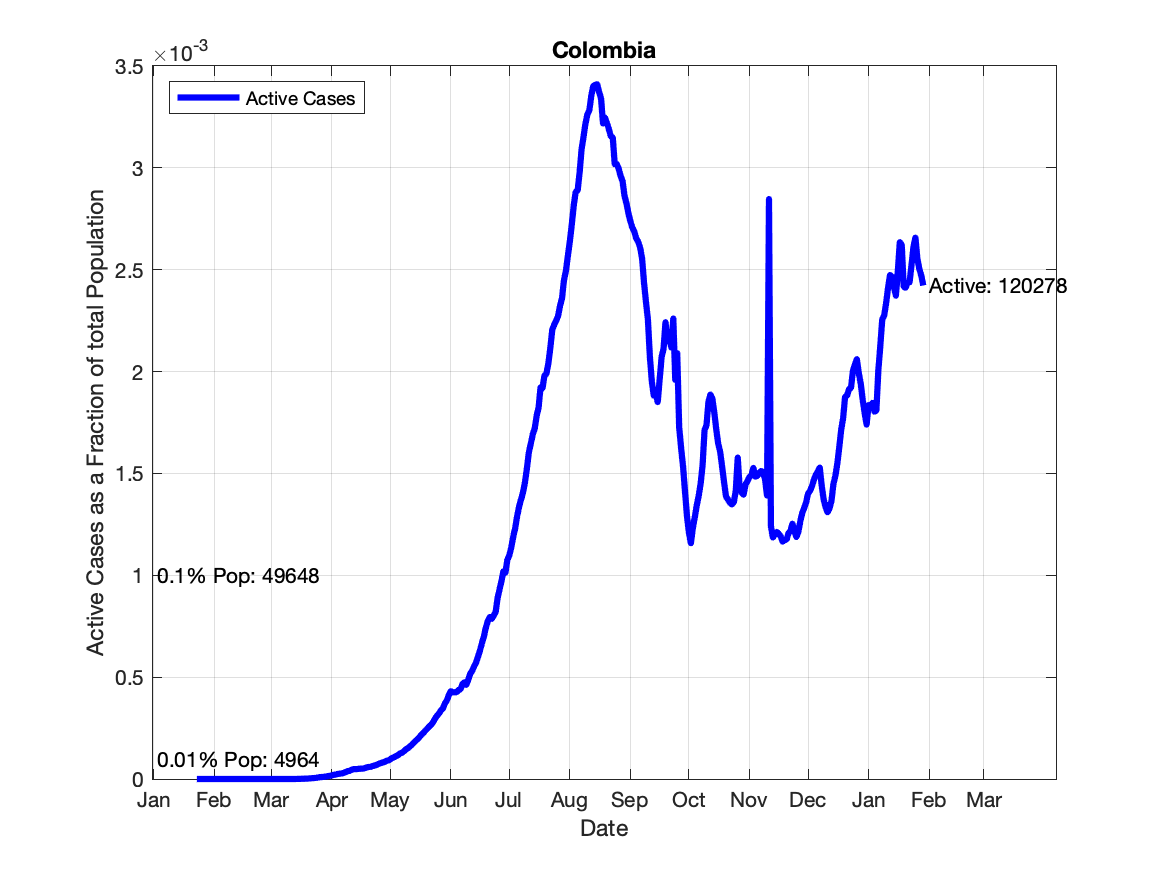 Colombia
×10-3
Active Cases
3.5
3
2.5
2
1.5
1
0.5
0
Active Cases as a Fraction of total Population
Active: 120278
0.1% Pop: 49648
0.01% Pop: 4964
Jan Feb Mar Apr May Jun Jul Aug Sep Oct Nov Dec Jan Feb Mar
Date